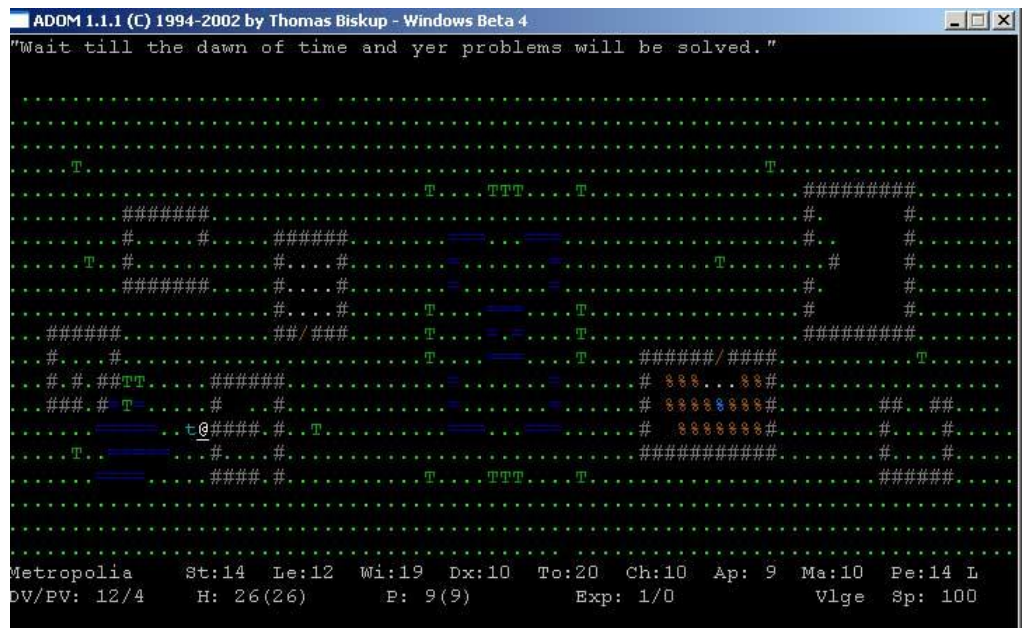 ADOM 1.1.1 (C) 1994-2002 by Thomas Biskup - Windows Beta 4
"Wait till the dawn of time and yer problems will be solved."
Metropolia St:14 Le:12 Wi:19 Dx:10 To:20 Ch:10 Ap: 9 Ma:10 Pe:14 L
DV/PV: 12/4 H: 26(26) P: 9(9) Exp: 1/0 Vlge Sp: 100